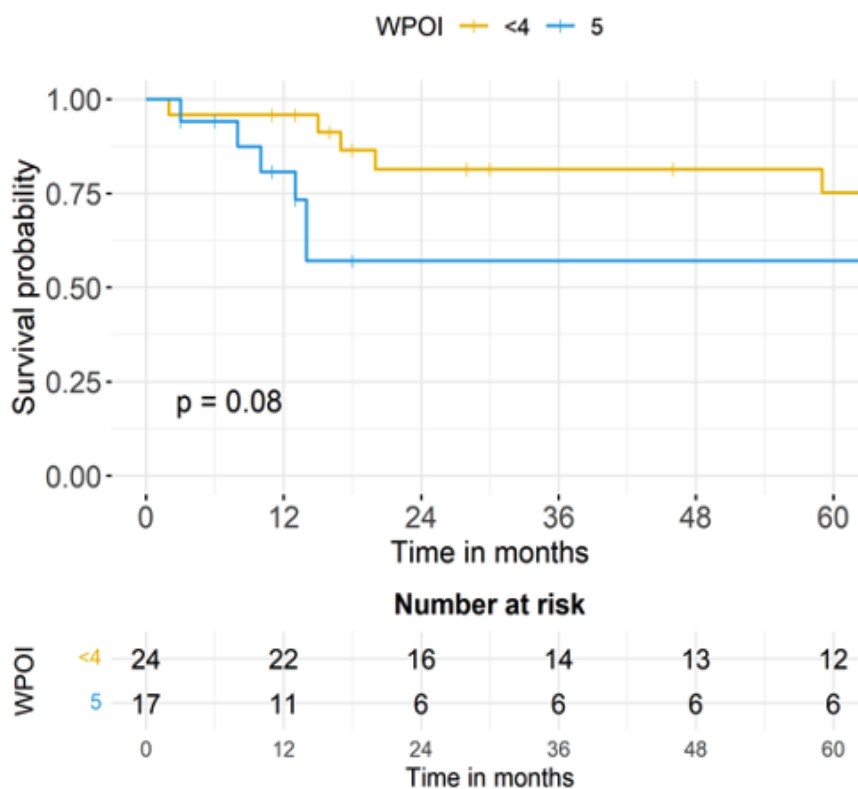 WPOI <4 5
1.00
0.75
0.50
0.25
0.00
Survival probability
p = 0.08
0 12 24 36 48 60
Time in months
Number at risk
WPOI
<4 24 22 16 14 13 12
5 17 11 6 6 6 6
0 12 24 36 48 60
Time in months